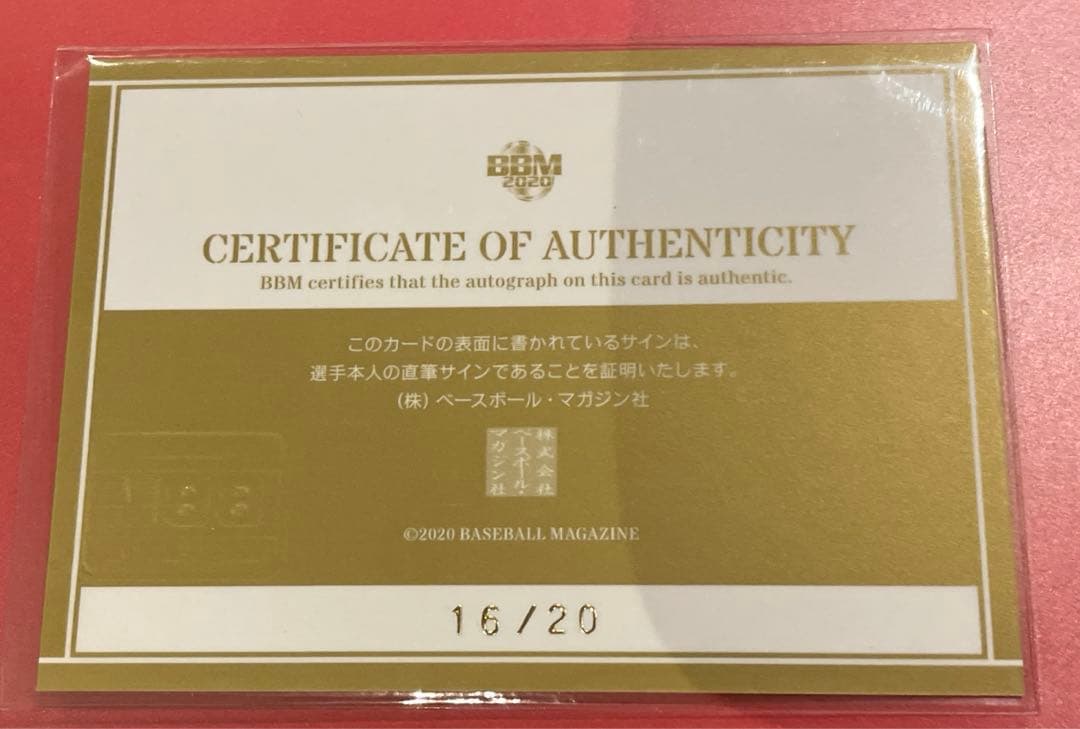 BBM
2020
CERTIFICATE OF AUTHENTICITY
BBM certifies that the autograph on this card is authentic.
このカードの表面に書かれているサインは、
選手本人の直筆サインであることを証明いたします。
(株) ベースボール・マガジン社
株式会社
ベースボール・
マガジン社
©2020 BASEBALL MAGAZINE
16/20